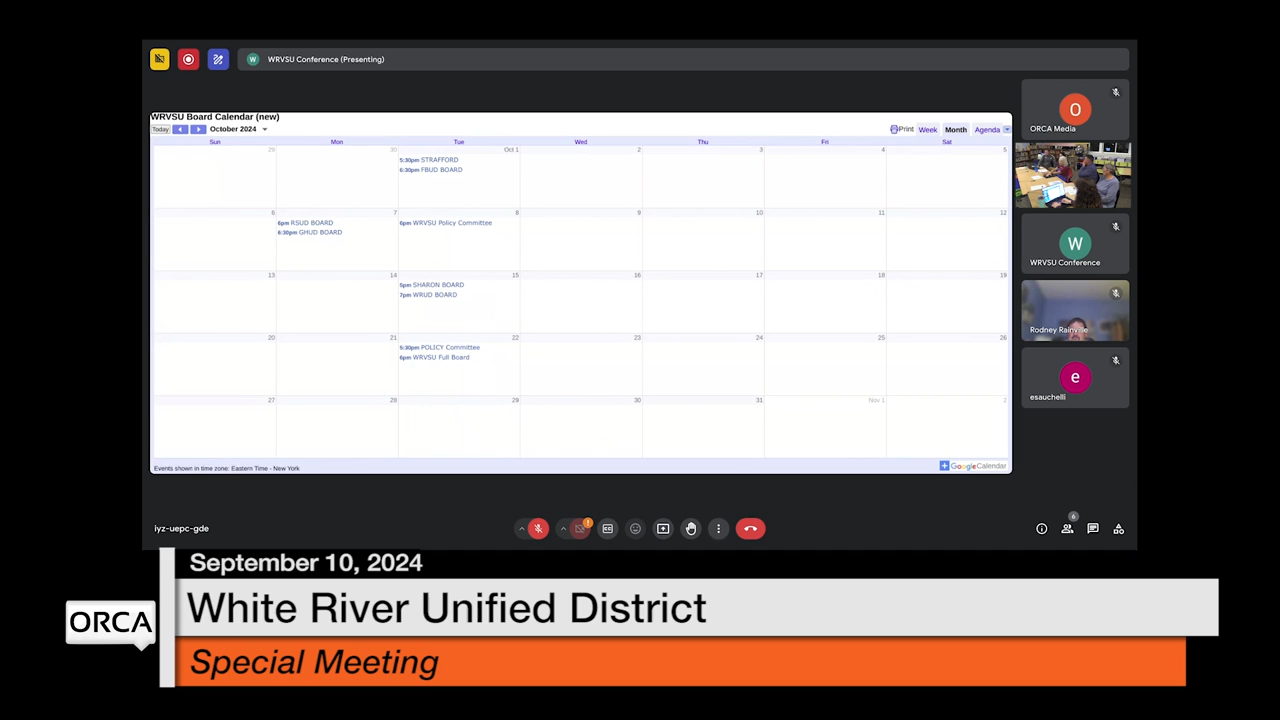 WRVSU Conference (Presenting)
WRVSU Board Calendar (new)
Today October 2024 Print Week Month Agenda
Sun Mon Tue Wed Thu Fri Sat
29 30 Oct 1 2 3 4 5
5:30pm STRAFFORD
6:30pm FBUD BOARD
6 7 8 9 10 11 12
6pm RSUD BOARD 6pm WRVSU Policy Committee
6:30pm GHUD BOARD
13 14 15 16 17 18 19
5pm SHARON BOARD
7pm WRUD BOARD
20 21 22 23 24 25 26
5:30pm POLICY Committee
6pm WRVSU Full Board
27 28 29 30 31 Nov 1 2
Events shown in time zone: Eastern Time - New York
Google Calendar
O
ORCA Media
W
WRVSU Conference
Rodney Rainville
e
esauchelli
iyz-uepc-gde
6
September 10, 2024
ORCA
White River Unified District
Special Meeting